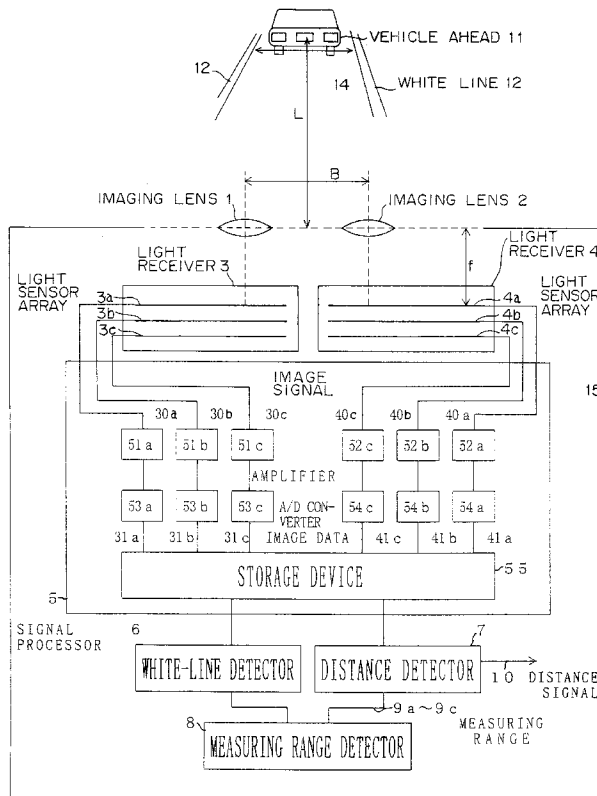 VEHICLE AHEAD 11
12
14
WHITE LINE 12
L
B
IMAGING LENS 1
IMAGING LENS 2
f
LIGHT RECEIVER 3
LIGHT RECEIVER 4
LIGHT SENSOR ARRAY
3a
3b
3c
4a
4b
4c
LIGHT SENSOR ARRAY
IMAGE SIGNAL
15
30a 30b 30c 40c 40b 40a
51a 51b 51c 52c 52b 52a
AMPLIFIER
53a 53b 53c A/D CON-VERTER 54c 54b 54a
IMAGE DATA
31a 31b 31c 41c 41b 41a
STORAGE DEVICE
55
5
SIGNAL PROCESSOR
6
7
WHITE-LINE DETECTOR
DISTANCE DETECTOR
10 DISTANCE SIGNAL
9a~9c
MEASURING RANGE
8
MEASURING RANGE DETECTOR